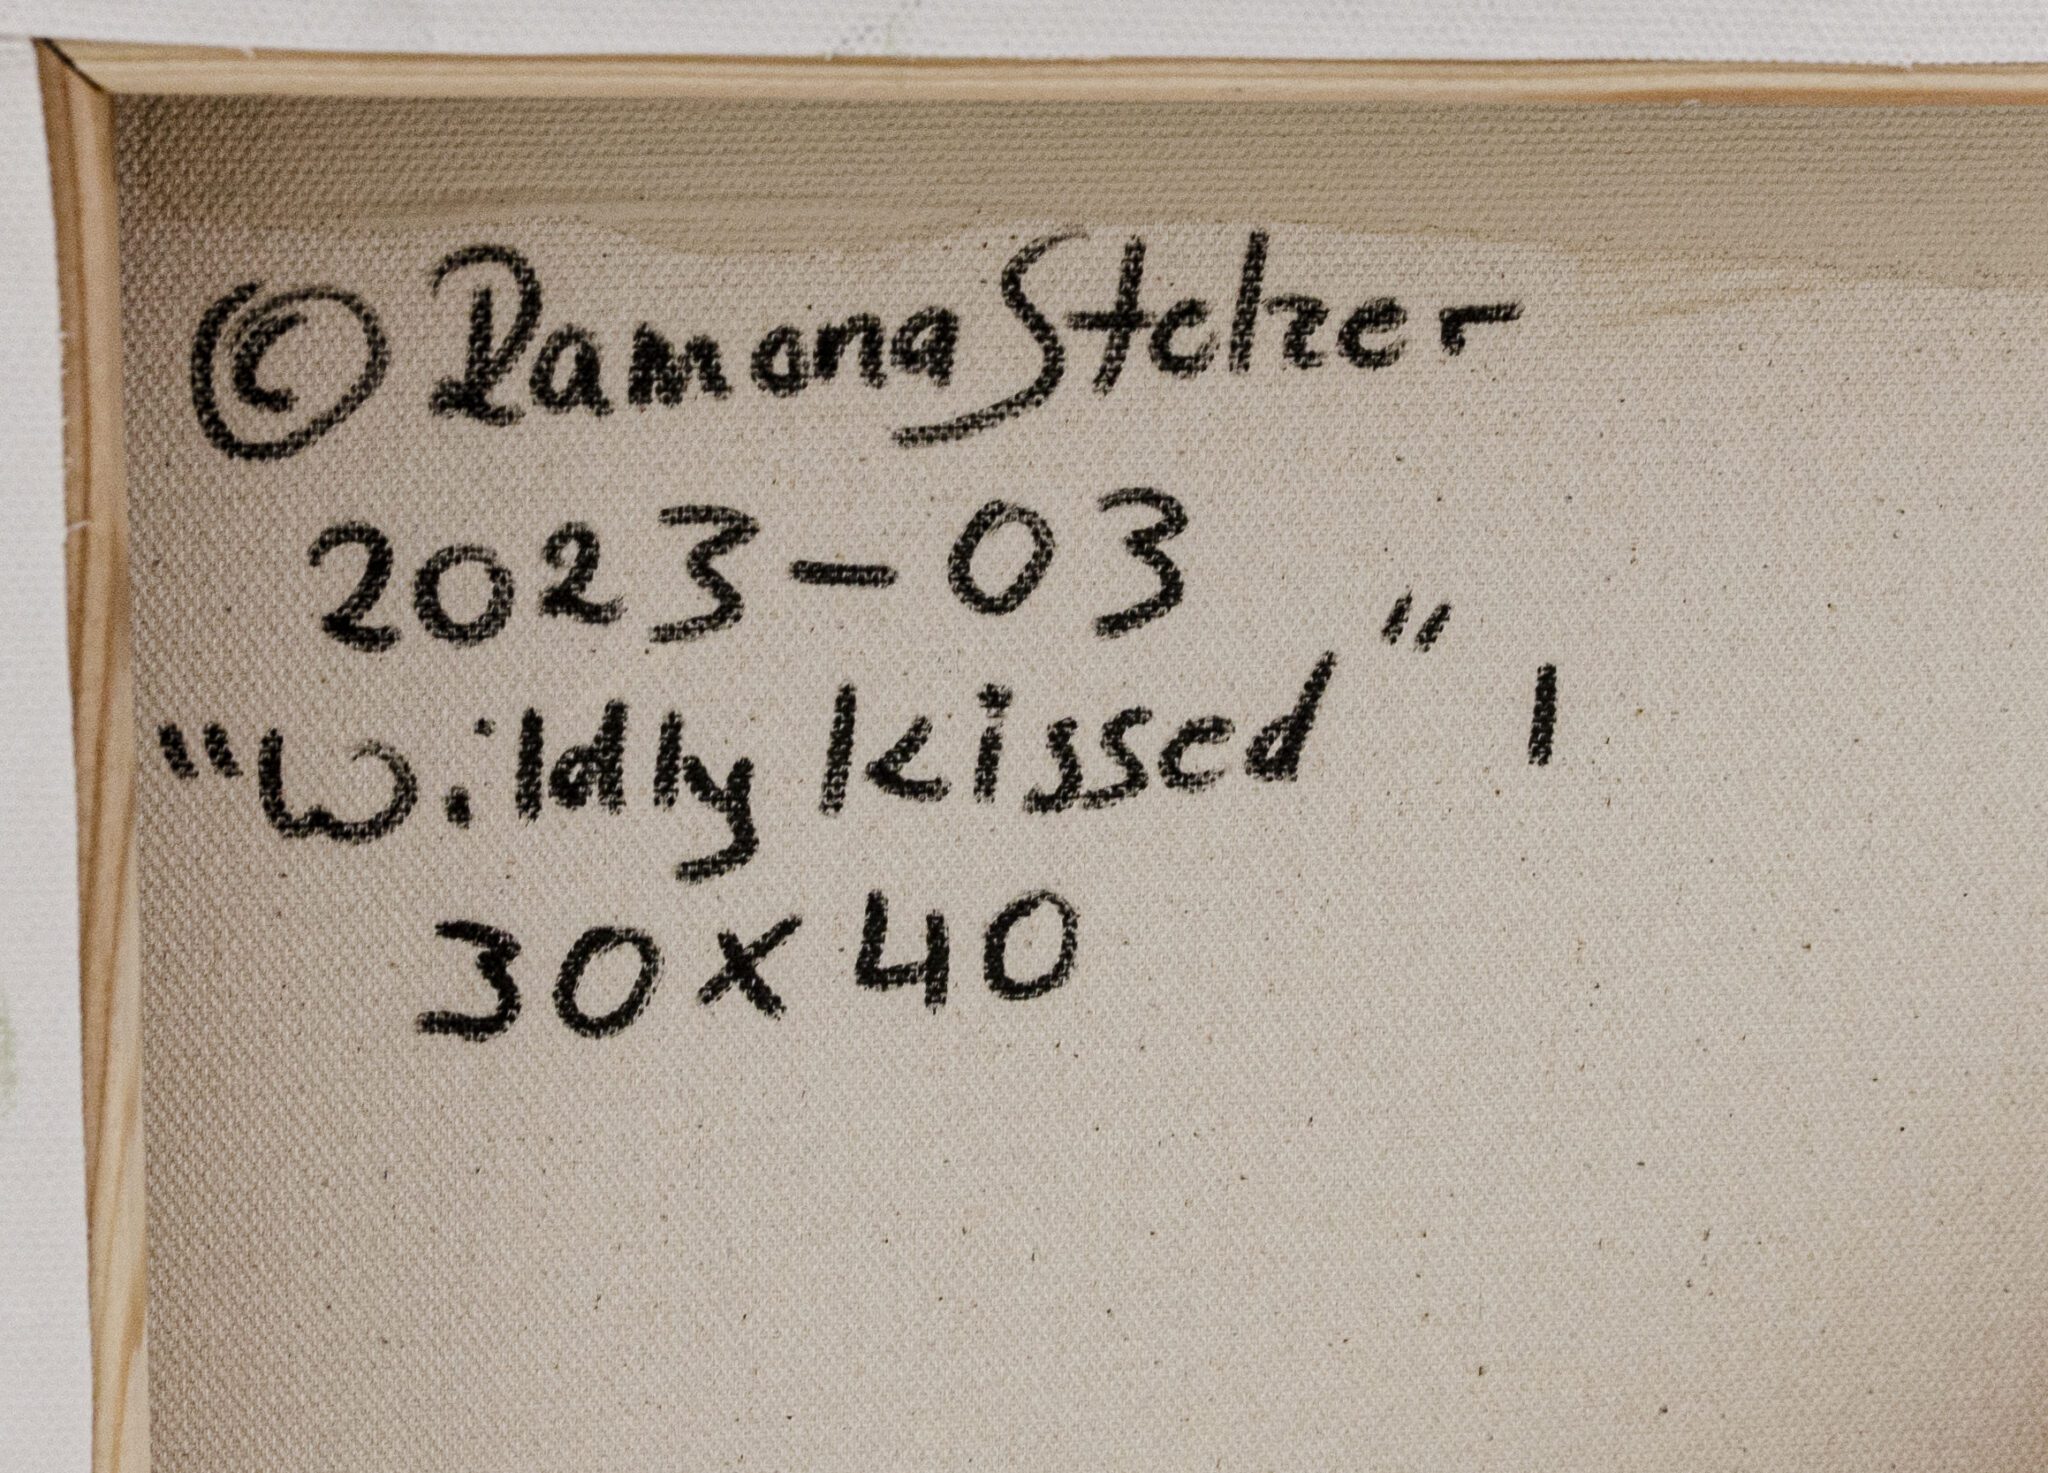 © Ramona Stelzer
2023-03
"Wildly kissed" 1
30x40